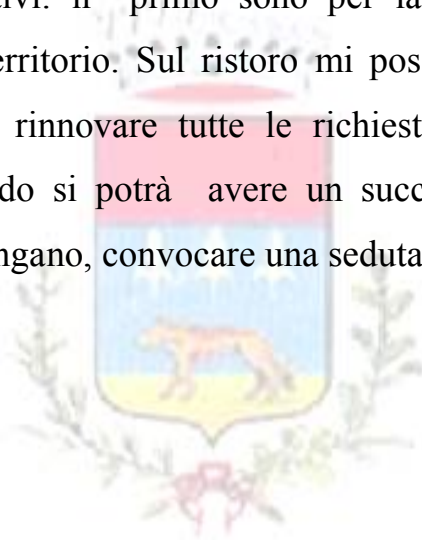 primo sono per la
erritorio. Sul ristoro mi pos
rinnovare tutte le richiest
do si potrà avere un succ
ngano, convocare una seduta